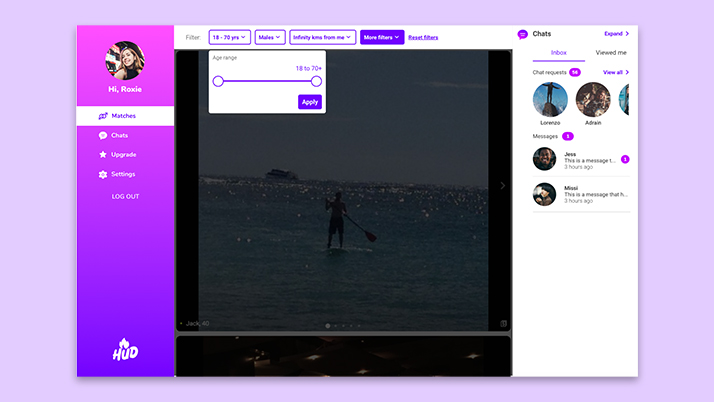 Hi, Roxie
Matches
Chats
Upgrade
Settings
LOG OUT
HUD
Filter:
18 - 70 yrs
Males
Infinity kms from me
More filters
Reset filters
Age range
18 to 70+
Apply
Jack, 40
Chats
Expand
Inbox
Viewed me
Chat requests 56
View all
Lorenzo
Adrain
Messages 1
Jess
This is a message t...
1
3 hours ago
Missi
This is a message that h...
3 hours ago